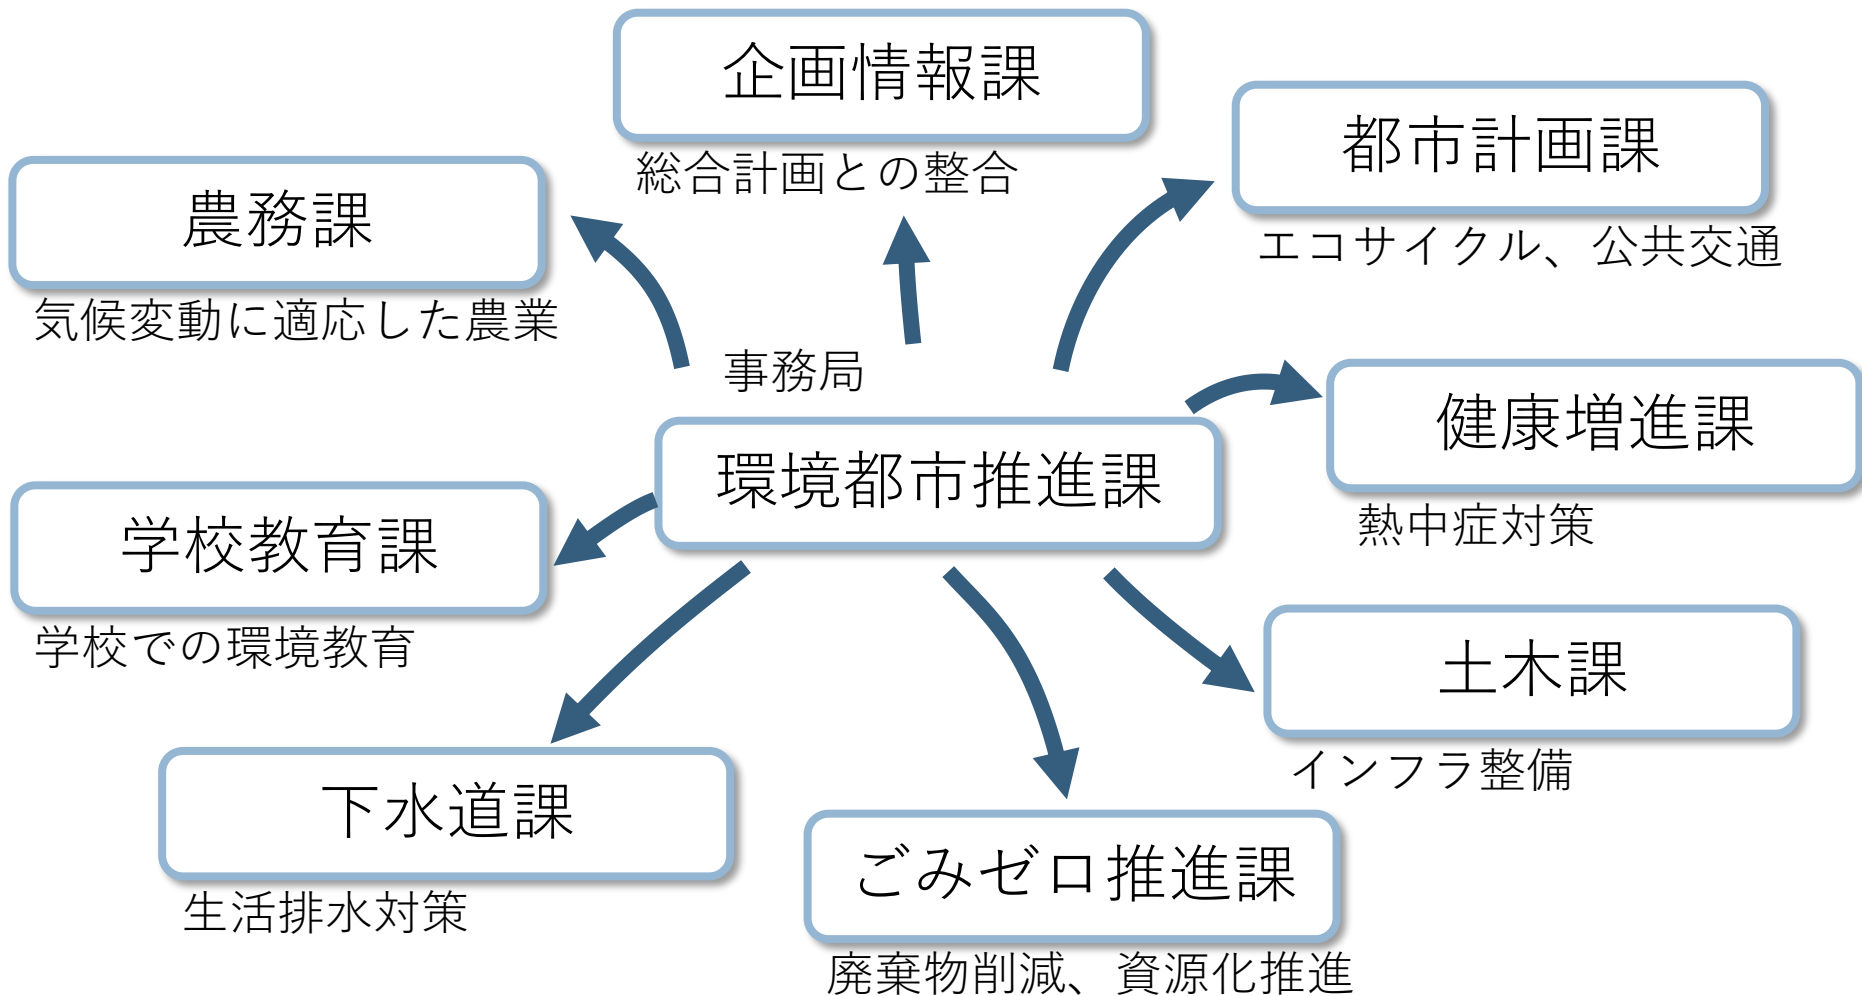 企画情報課
総合計画との整合
都市計画課
エコサイクル、公共交通
農務課
気候変動に適応した農業
事務局
環境都市推進課
健康増進課
熱中症対策
学校教育課
学校での環境教育
土木課
インフラ整備
下水道課
生活排水対策
ごみゼロ推進課
廃棄物削減、資源化推進